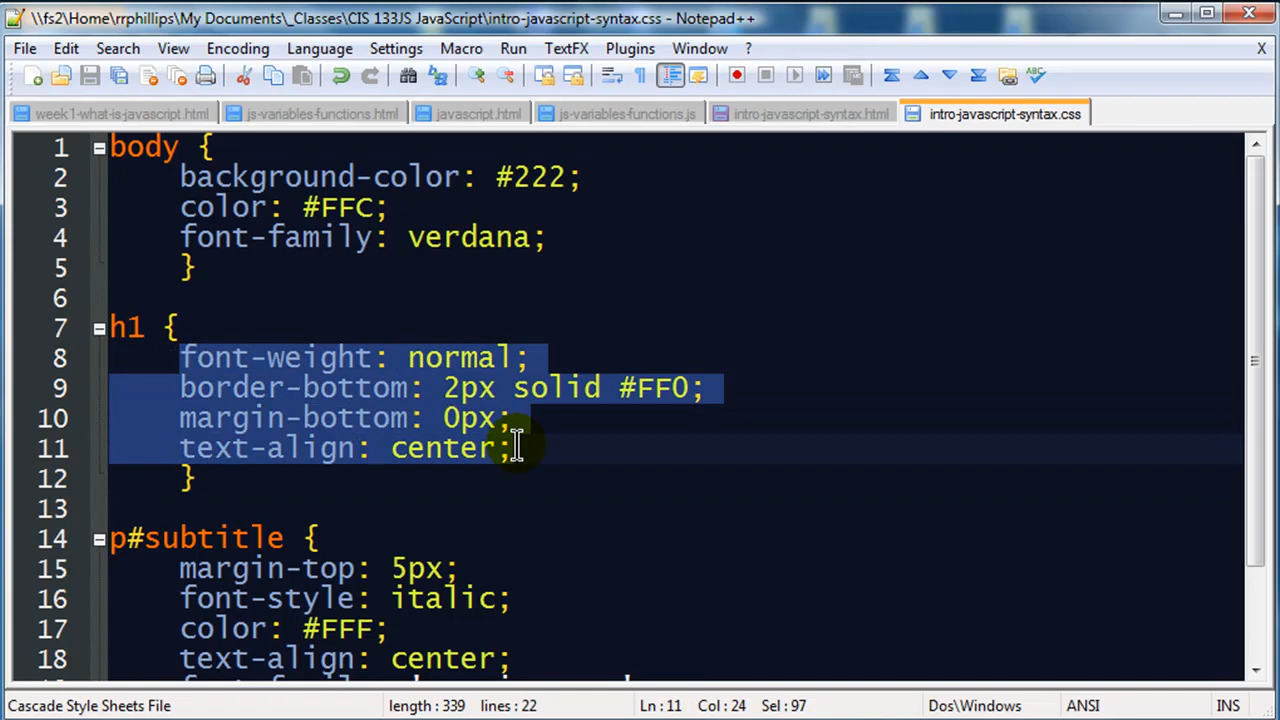 \\fs2\Home\rrphillips\My Documents\_Classes\CIS 133JS JavaScript\intro-javascript-syntax.css - Notepad++
File Edit Search View Encoding Language Settings Macro Run TextFX Plugins Window ? X
week1-what-is-javascript.html js-variables-functions.html javascript.html js-variables-functions.js intro-javascript-syntax.html intro-javascript-syntax.css
1 body {
2 background-color: #222;
3 color: #FFC;
4 font-family: verdana;
5 }
6
7 h1 {
8 font-weight: normal;
9 border-bottom: 2px solid #FF0;
10 margin-bottom: 0px;
11 text-align: center;
12 }
13
14 p#subtitle {
15 margin-top: 5px;
16 font-style: italic;
17 color: #FFF;
18 text-align: center;
Cascade Style Sheets File length : 339 lines : 22 Ln : 11 Col : 24 Sel : 97 Dos\Windows ANSI INS